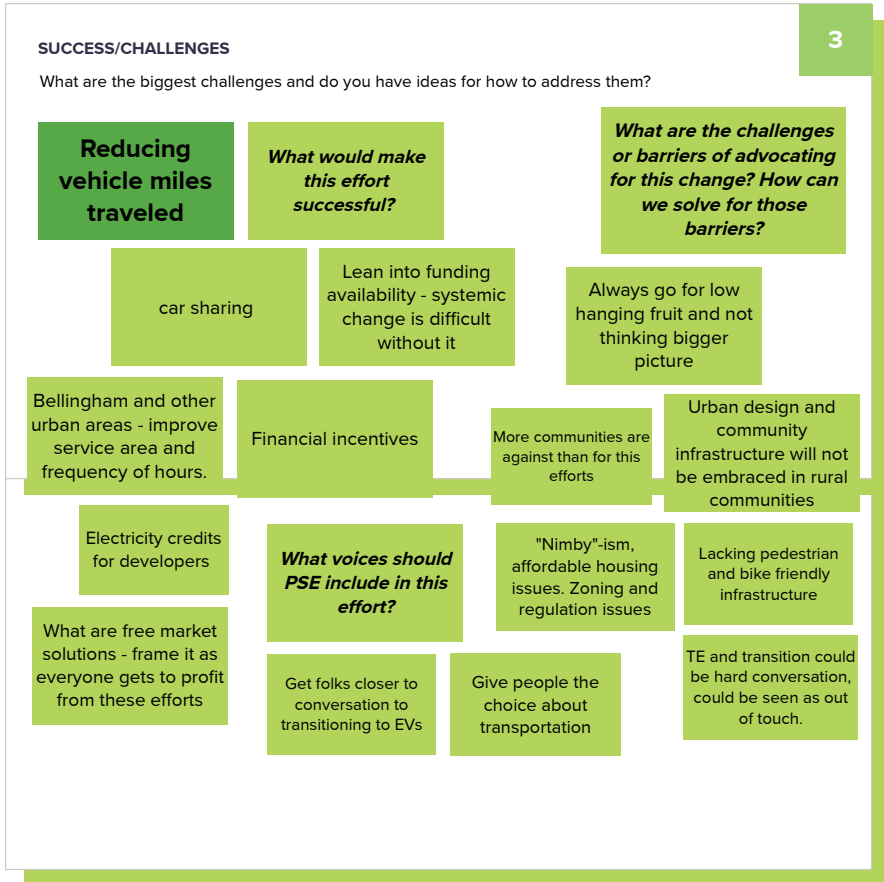 3
SUCCESS/CHALLENGES
What are the biggest challenges and do you have ideas for how to address them?
Reducing
vehicle miles
traveled
What would make
this effort
successful?
What are the challenges
or barriers of advocating
for this change? How can
we solve for those
barriers?
car sharing
Lean into funding
availability - systemic
change is difficult
without it
Always go for low
hanging fruit and not
thinking bigger
picture
Bellingham and other
urban areas - improve
service area and
frequency of hours.
Financial incentives
More communities are
against than for this
efforts
Urban design and
community
infrastructure will not
be embraced in rural
communities
Electricity credits
for developers
What voices should
PSE include in this
effort?
"Nimby"-ism,
affordable housing
issues. Zoning and
regulation issues
Lacking pedestrian
and bike friendly
infrastructure
What are free market
solutions - frame it as
everyone gets to profit
from these efforts
Get folks closer to
conversation to
transitioning to EVs
Give people the
choice about
transportation
TE and transition could
be hard conversation,
could be seen as out
of touch.